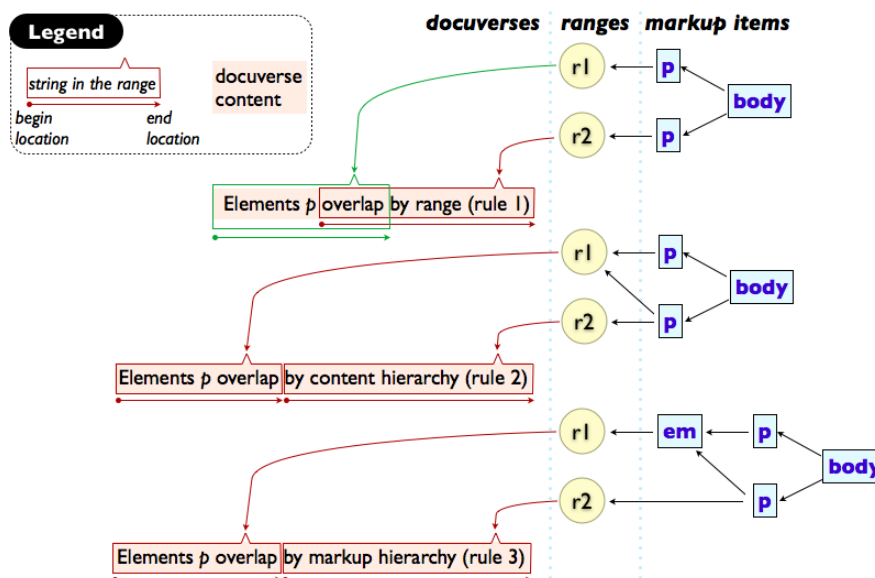 docuverses ranges markup items
Legend
string in the range
docuverse
content
begin
location
end
location
r1 p
body
r2 p
Elements p overlap by range (rule 1)
r1 p
body
r2 p
Elements p overlap by content hierarchy (rule 2)
r1 em p
body
r2 p
Elements p overlap by markup hierarchy (rule 3)